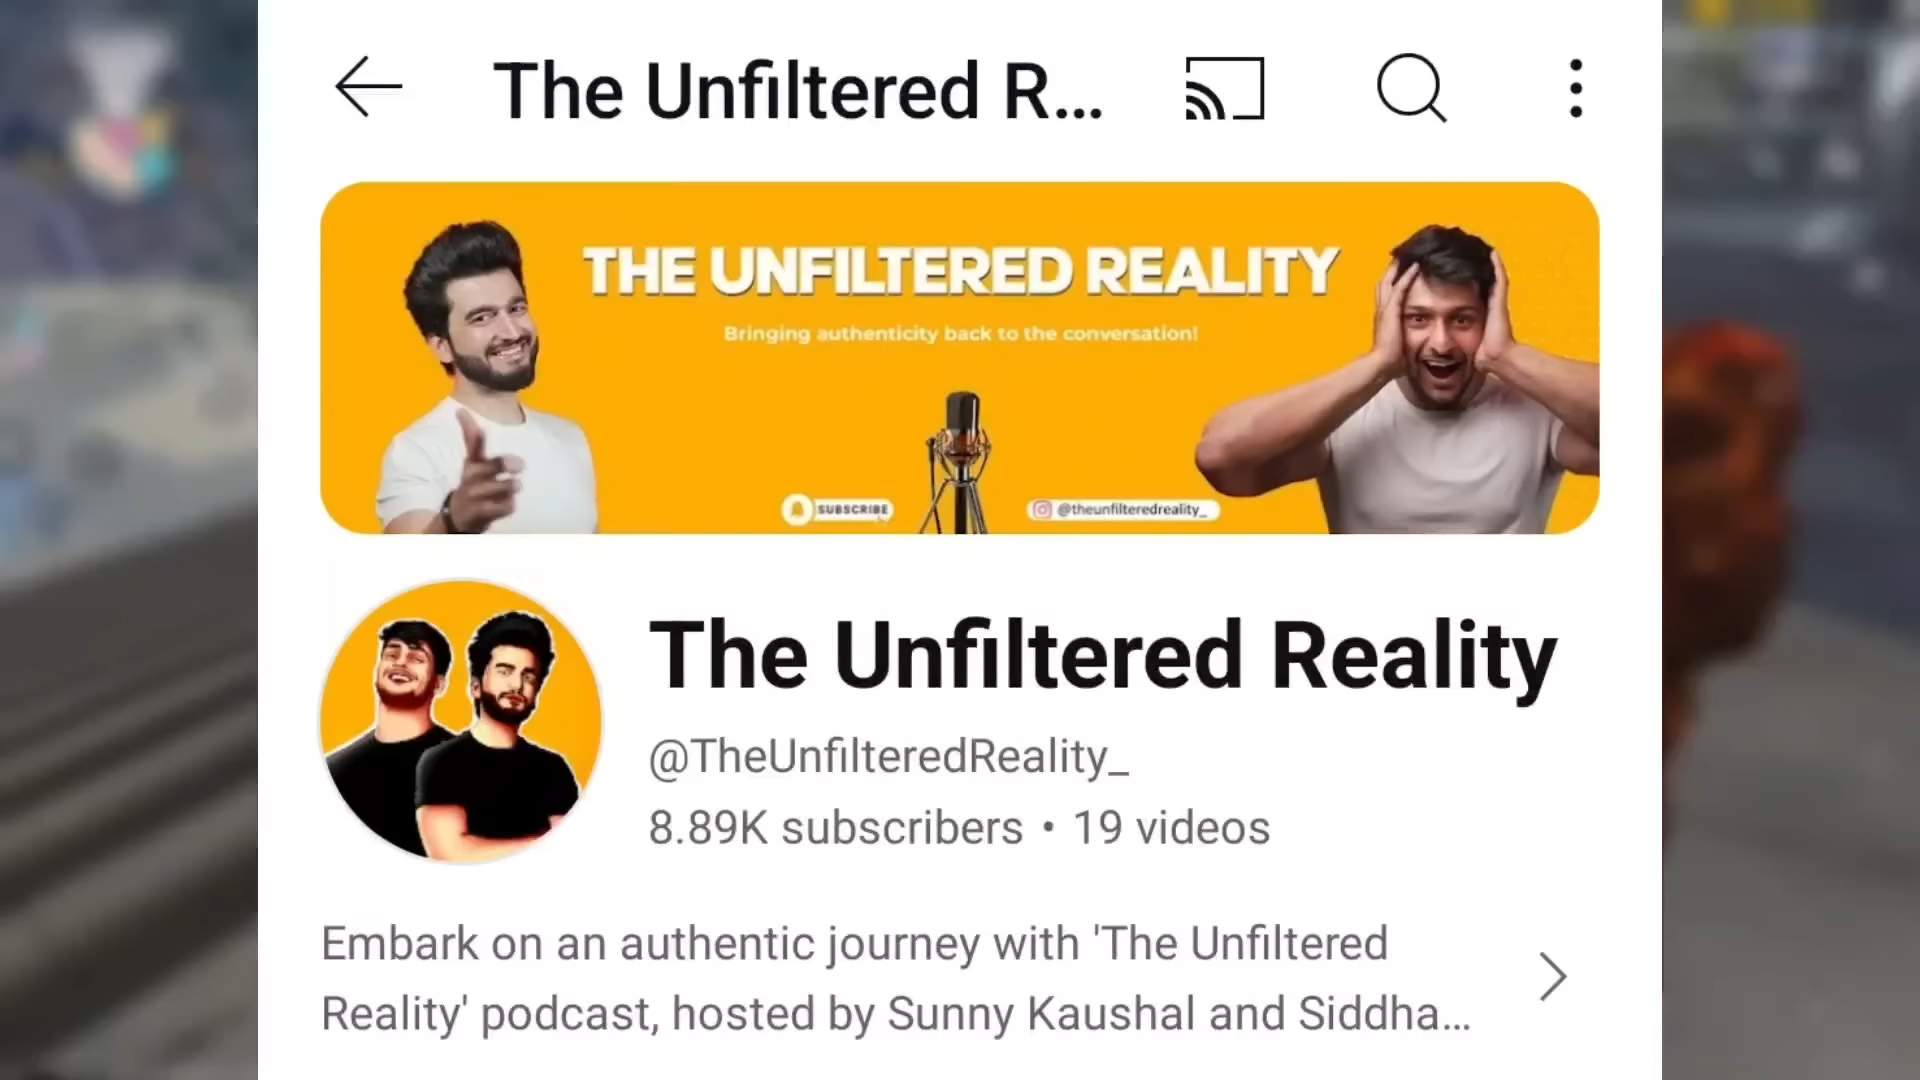 The Unfiltered R...
THE UNFILTERED REALITY
Bringing authenticity back to the conversation!
SUBSCRIBE
@theunfilteredreality_
The Unfiltered Reality
@TheUnfilteredReality_
8.89K subscribers • 19 videos
Embark on an authentic journey with 'The Unfiltered
Reality' podcast, hosted by Sunny Kaushal and Siddha...